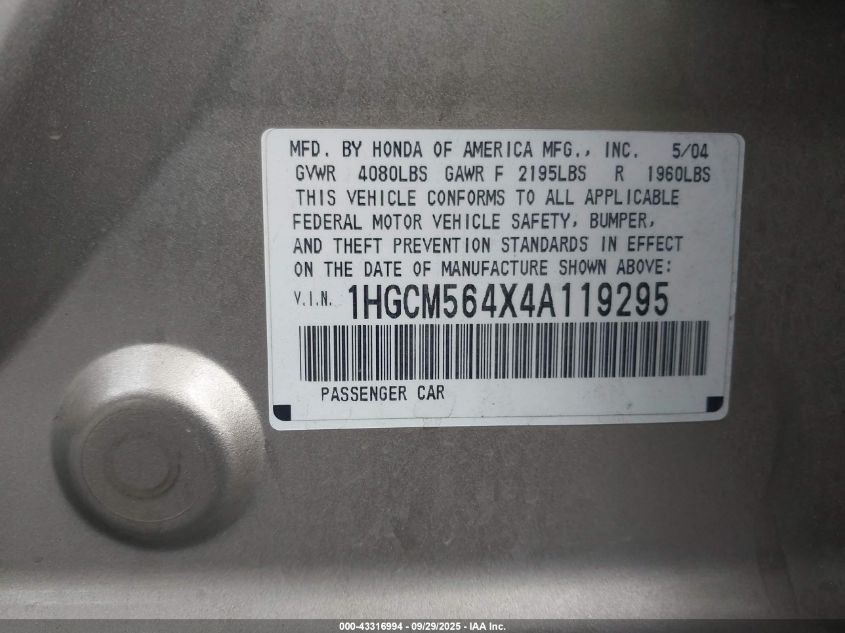 MFD. BY HONDA OF AMERICA MFG., INC. 5/04
GVWR 4080LBS GAWR F 2195LBS R 1960LBS
THIS VEHICLE CONFORMS TO ALL APPLICABLE
FEDERAL MOTOR VEHICLE SAFETY, BUMPER,
AND THEFT PREVENTION STANDARDS IN EFFECT
ON THE DATE OF MANUFACTURE SHOWN ABOVE:
V.I.N. 1HGCM564X4A119295
PASSENGER CAR
000-43316994 - 09/29/2025 - IAA Inc.